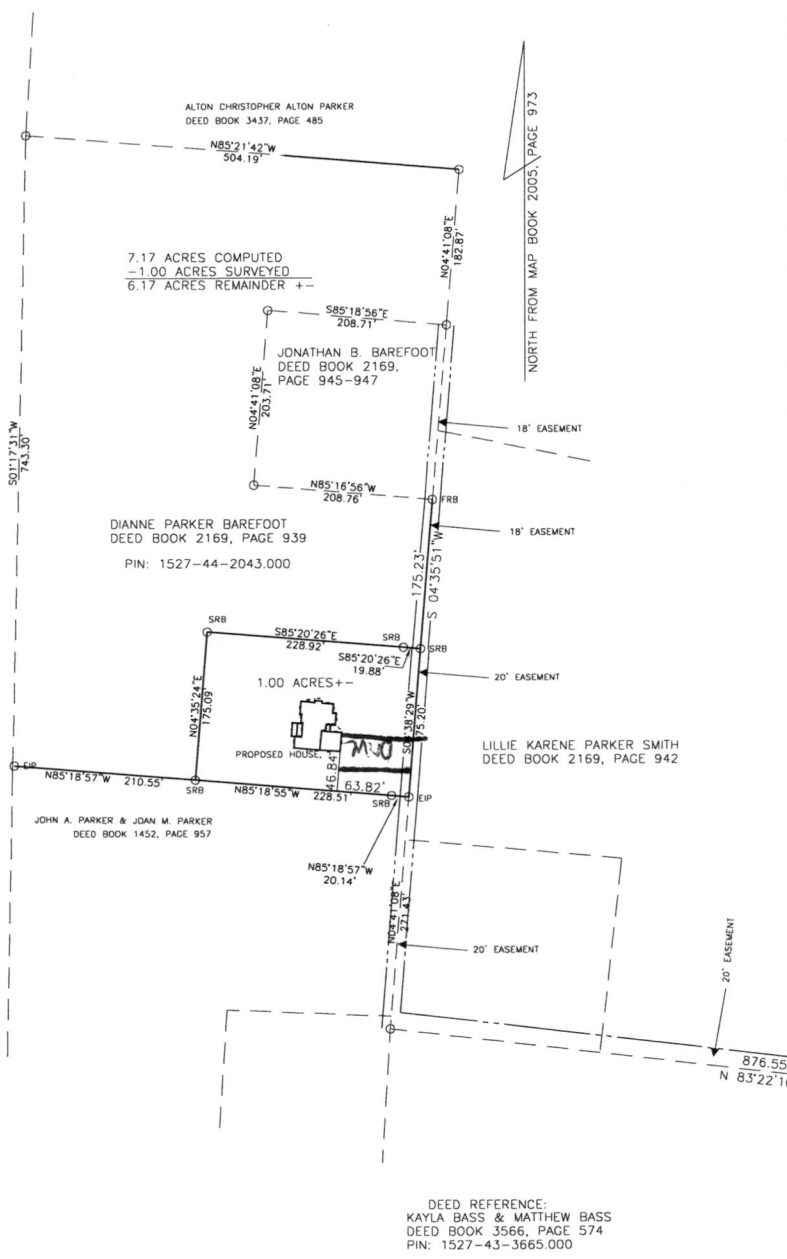 ALTON CHRISTOPHER ALTON PARKER
DEED BOOK 3437, PAGE 485
N85°21'42"W
504.19'
NORTH FROM MAP BOOK 2005, PAGE 973
N04°41'08"E
182.87'
7.17 ACRES COMPUTED
-1.00 ACRES SURVEYED
6.17 ACRES REMAINDER +-
S85°18'56"E
208.71'
JONATHAN B. BAREFOOT
DEED BOOK 2169,
PAGE 945-947
N04°41'08"E
203.71'
S01°17'31"W
743.30'
18' EASEMENT
N85°16'56"W
208.76'
FRB
18' EASEMENT
DIANNE PARKER BAREFOOT
DEED BOOK 2169, PAGE 939
PIN: 1527-44-2043.000
175.23'
S 04°35'51"W
SRB
S85°20'26"E
228.92'
SRB
SRB
S85°20'26"E
19.88'
20' EASEMENT
1.00 ACRES+-
N04°35'24"E
175.09'
S04°38'29"W
175.20'
PROPOSED HOUSE,
46.84'
63.82'
LILLIE KARENE PARKER SMITH
DEED BOOK 2169, PAGE 942
EIP
N85°18'57"W 210.55'
SRB
N85°18'55"W
228.51'
SRB
EIP
JOHN A. PARKER & JOAN M. PARKER
DEED BOOK 1452, PAGE 957
N85°18'57"W
20.14'
N04°41'08"E
271.43'
20' EASEMENT
20' EASEMENT
876.55
N 83°22'1
DEED REFERENCE:
KAYLA BASS & MATTHEW BASS
DEED BOOK 3566, PAGE 574
PIN: 1527-43-3665.000